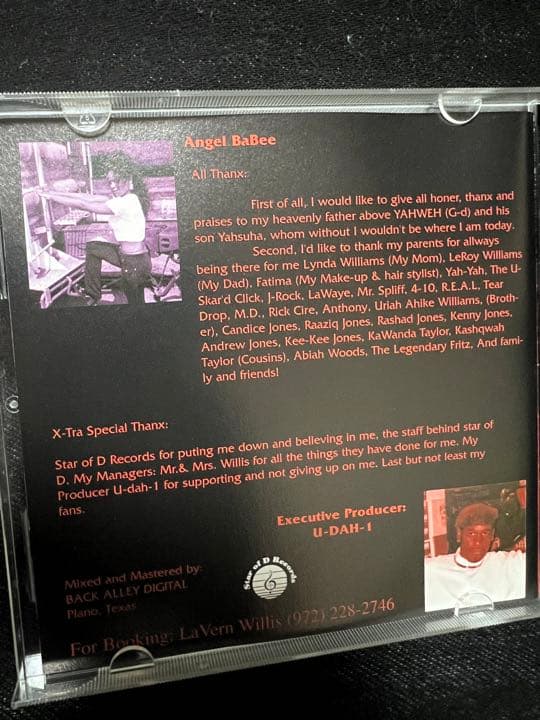 Angel BaBee
All Thanx:
First of all, I would like to give all honer, thanx and
praises to my heavenly father above YAHWEH (G-d) and his
son Yahsuha, whom without I wouldn't be where I am today.
Second, I'd like to thank my parents for allways
being there for me Lynda Williams (My Mom), LeRoy Williams
(My Dad), Fatima (My Make-up & hair stylist), Yah-Yah, The U-
Skar'd Click, J-Rock, LaWaye, Mr. Spliff, 4-10, R.E.A.L, Tear
Drop, M.D., Rick Cire, Anthony, Uriah Ahike Williams, (Broth-
er), Candice Jones, Raaziq Jones, Rashad Jones, Kenny Jones,
Andrew Jones, Kee-Kee Jones, KaWanda Taylor, Kashqwah
Taylor (Cousins), Abiah Woods, The Legendary Fritz, And fami-
ly and friends!
X-Tra Special Thanx:
Star of D Records for puting me down and believing in me, the staff behind star of
D. My Managers: Mr.& Mrs. Willis for all the things they have done for me. My
Producer U-dah-1 for supporting and not giving up on me. Last but not least my
fans.
Executive Producer:
U-DAH-1
Mixed and Mastered by:
BACK ALLEY DIGITAL
Plano, Texas
Star of D Records
For Booking: LaVern Willis (972) 228-2746